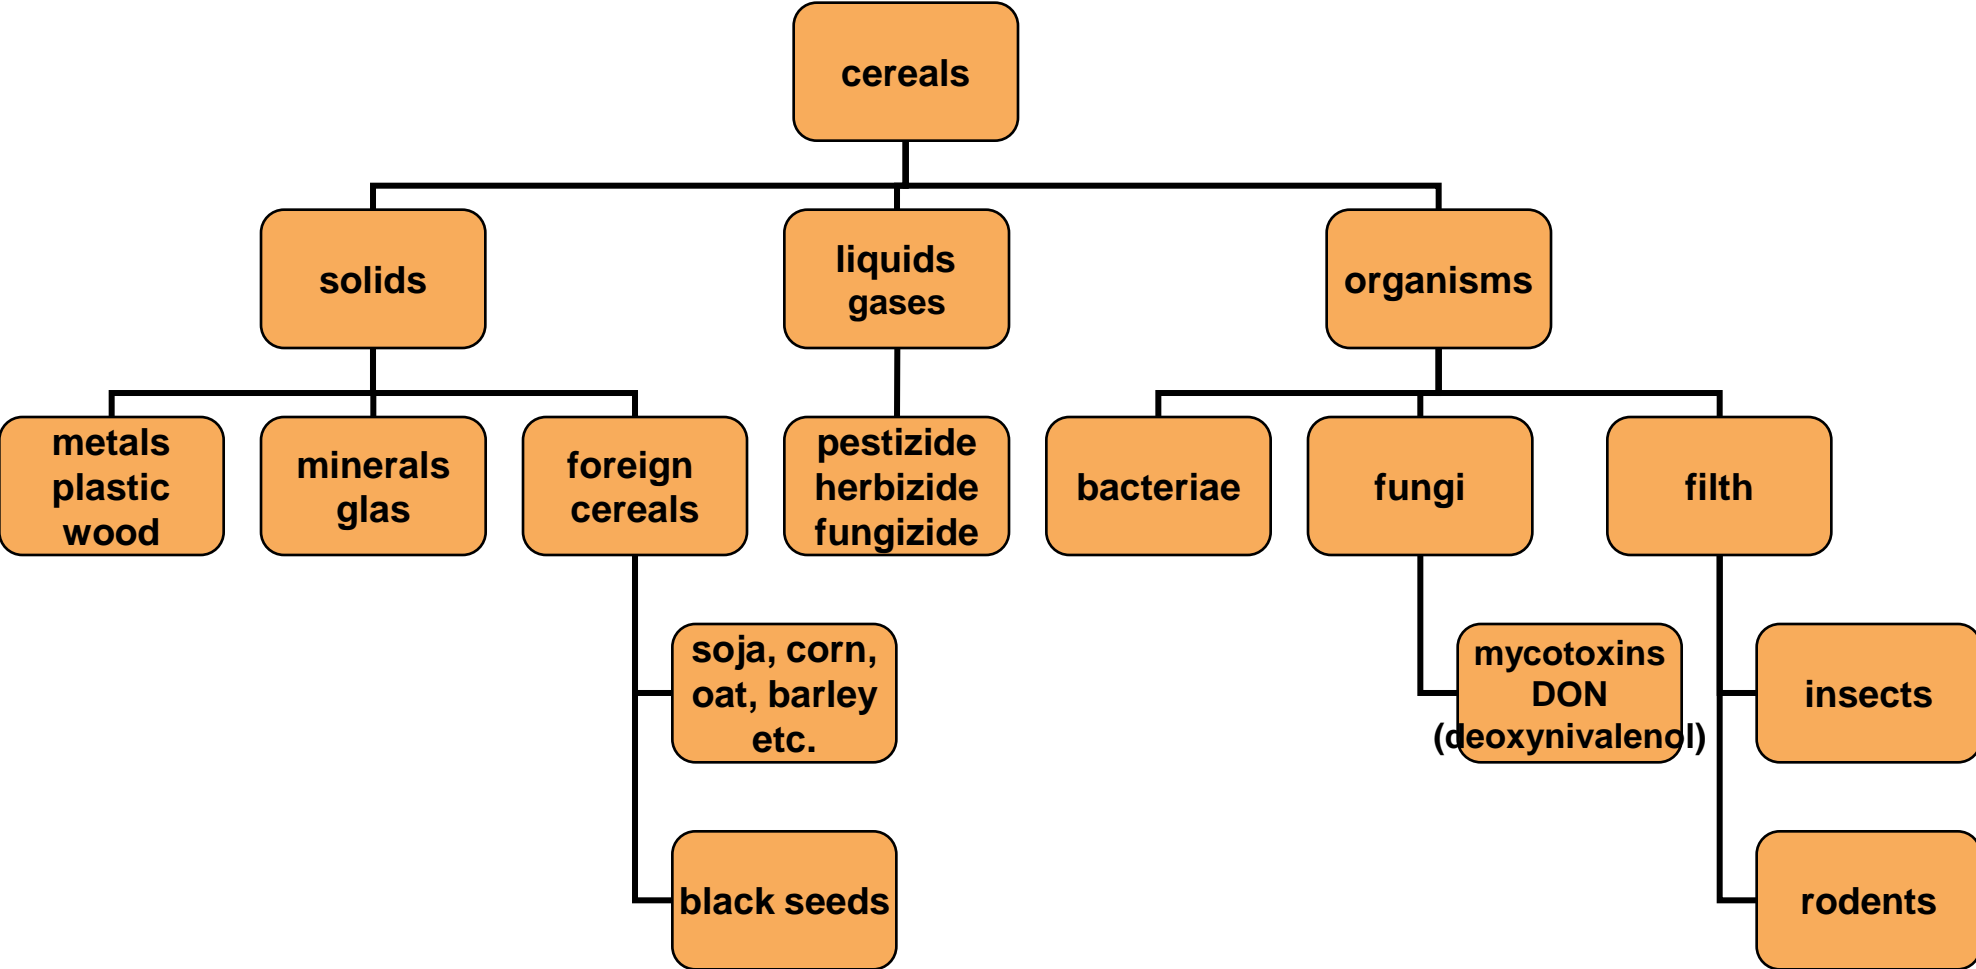 cereals
solids
liquids
gases
organisms
metals
plastic
wood
minerals
glas
foreign
cereals
pestizide
herbizide
fungizide
bacteriae
fungi
filth
soja, corn,
oat, barley
etc.
mycotoxins
DON
(deoxynivalenol)
insects
black seeds
rodents